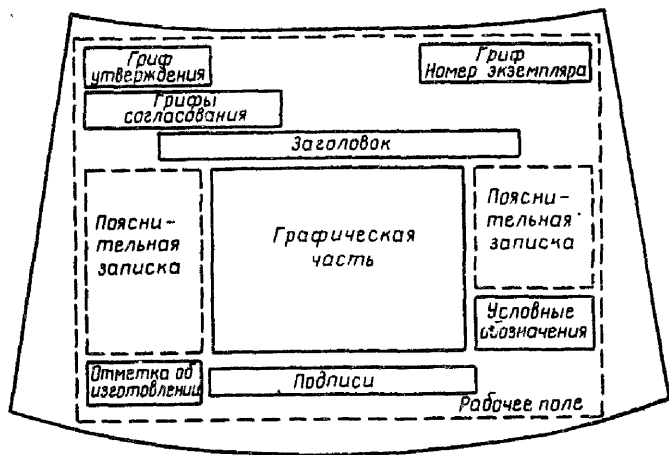 Гриф
утверждения
Гриф
Номер экземпляра
Грифы
согласования
Заголовок
Поясни-
тельная
записка
Графическая
часть
Поясни-
тельная
записка
Условные
обозначения
Отметка об
изготовлении
Подписи
Рабочее поле